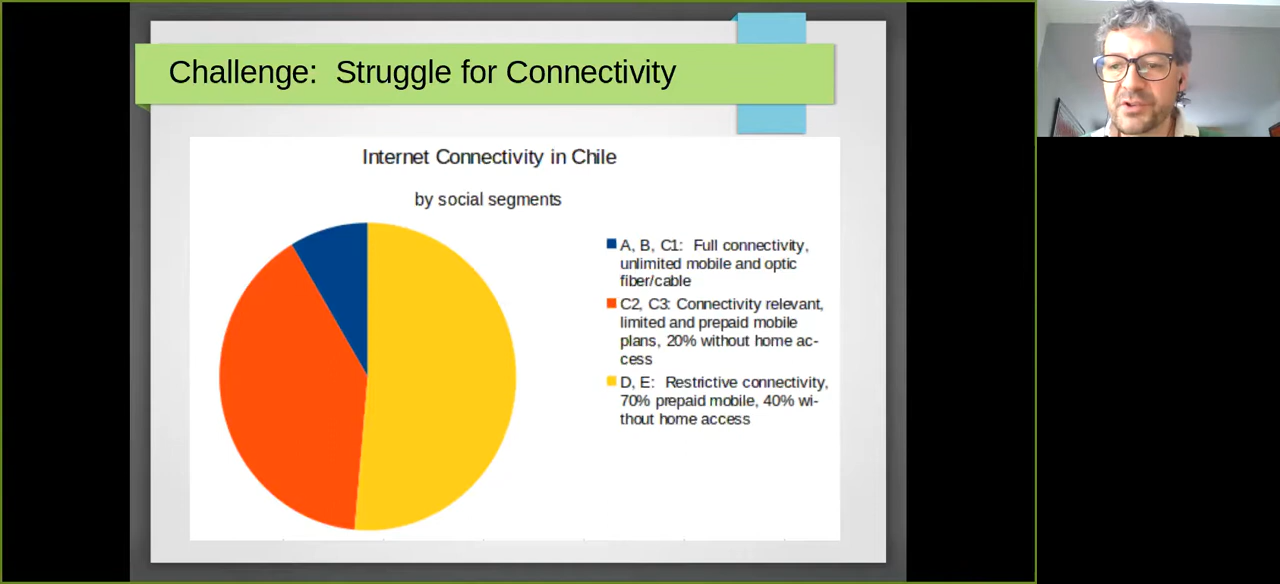 Challenge:  Struggle for Connectivity
Internet Connectivity in Chile
by social segments
A, B, C1:  Full connectivity,
unlimited mobile and optic
fiber/cable
C2, C3: Connectivity relevant,
limited and prepaid mobile
plans, 20% without home ac-
cess
D, E:  Restrictive connectivity,
70% prepaid mobile, 40% wi-
thout home access